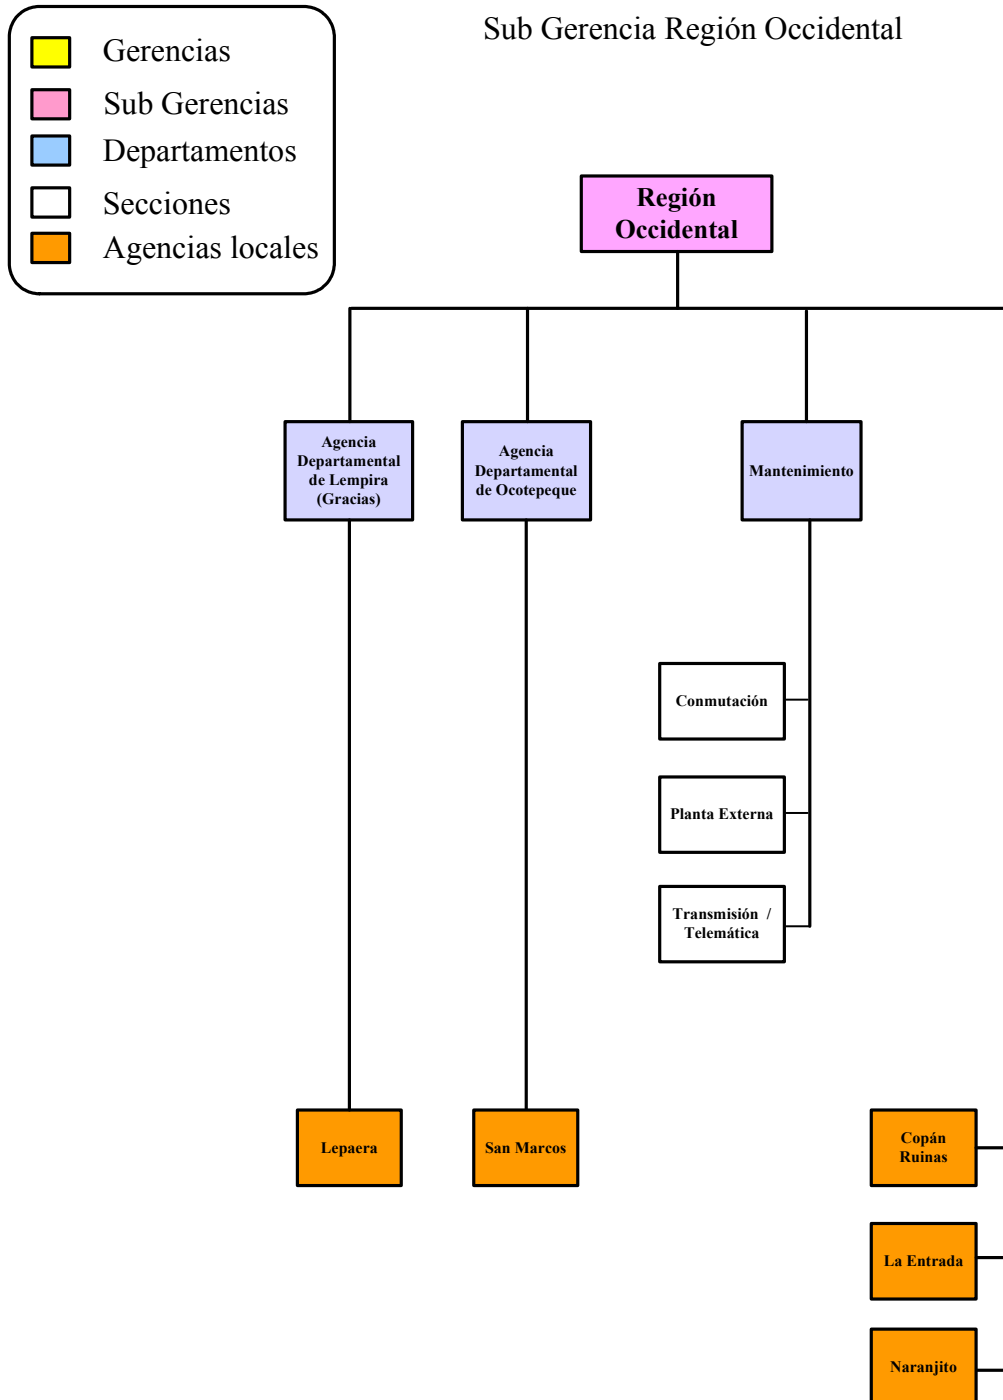 Sub Gerencia Región Occidental
Gerencias
Sub Gerencias
Departamentos
Secciones
Agencias locales
Región
Occidental
Agencia
Departamental
de Lempira
(Gracias)
Agencia
Departamental
de Ocotepeque
Mantenimiento
Conmutación
Planta Externa
Transmisión /
Telemática
Lepaera
San Marcos
Copán
Ruinas
La Entrada
Naranjito